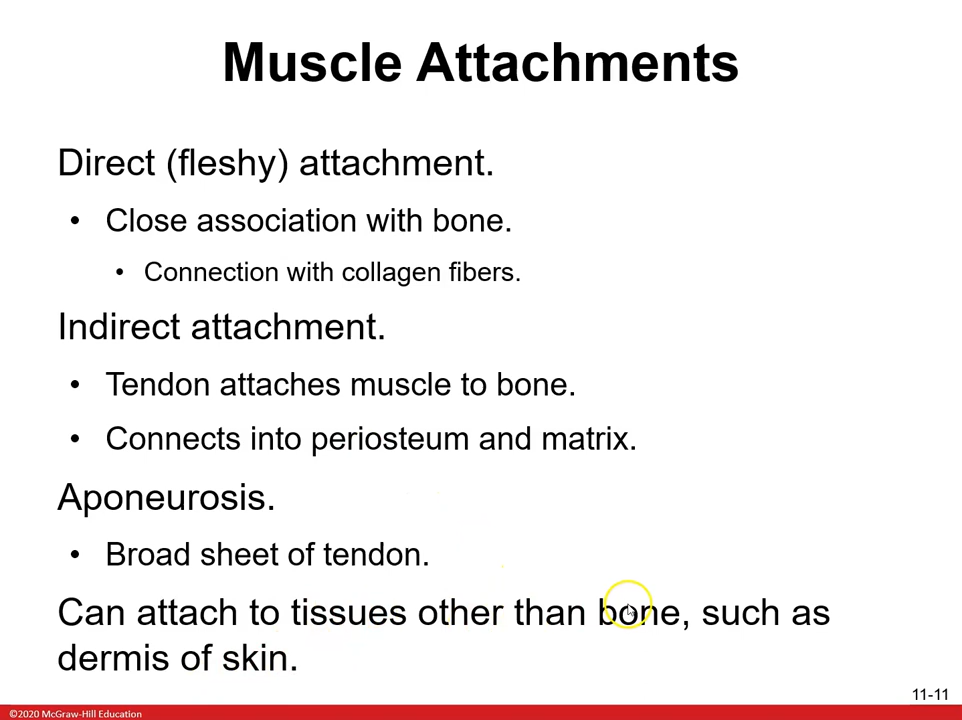 Muscle Attachments
Direct (fleshy) attachment.
• Close association with bone.
• Connection with collagen fibers.
Indirect attachment.
• Tendon attaches muscle to bone.
• Connects into periosteum and matrix.
Aponeurosis.
• Broad sheet of tendon.
Can attach to tissues other than bone, such as
dermis of skin.
11-11
©2020 McGraw-Hill Education